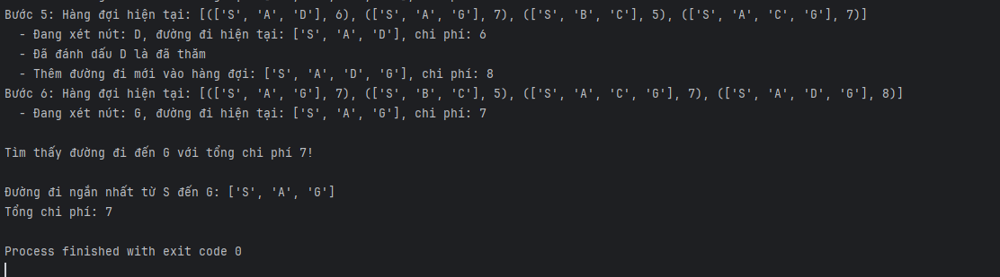 Bước 5: Hàng đợi hiện tại: [(['S', 'A', 'D'], 6), (['S', 'A', 'G'], 7), (['S', 'B', 'C'], 5), (['S', 'A', 'C', 'G'], 7)]
- Đang xét nút: D, đường đi hiện tại: ['S', 'A', 'D'], chi phí: 6
- Đã đánh dấu D là đã thăm
- Thêm đường đi mới vào hàng đợi: ['S', 'A', 'D', 'G'], chi phí: 8
Bước 6: Hàng đợi hiện tại: [(['S', 'A', 'G'], 7), (['S', 'B', 'C'], 5), (['S', 'A', 'C', 'G'], 7), (['S', 'A', 'D', 'G'], 8)]
- Đang xét nút: G, đường đi hiện tại: ['S', 'A', 'G'], chi phí: 7
Tìm thấy đường đi đến G với tổng chi phí 7!
Đường đi ngắn nhất từ S đến G: ['S', 'A', 'G']
Tổng chi phí: 7
Process finished with exit code 0